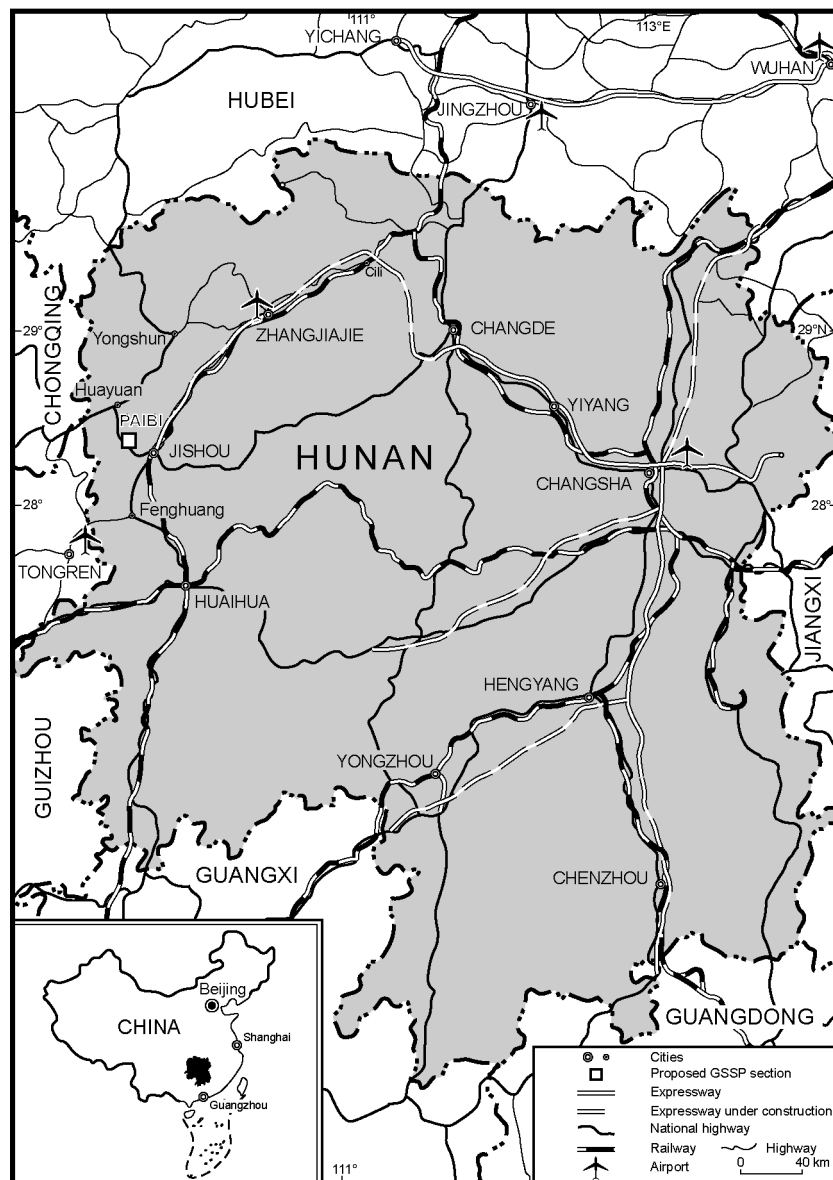 111°
113°E
YICHANG
WUHAN
HUBEI
JINGZHOU
CHONGQING
Cili
29°
Yongshun
ZHANGJIAJIE
CHANGDE
29°N
Huayuan
PAIBI
YIYANG
JISHOU
HUNAN
CHANGSHA
28°
Fenghuang
28°
TONGREN
HUAIHUA
JIANGXI
HENGYANG
GUIZHOU
YONGZHOU
GUANGXI
CHENZHOU
Beijing
CHINA
Shanghai
Guangzhou
GUANGDONG
Cities
Proposed GSSP section
Expressway
Expressway under construction
National highway
Railway Highway
Airport 0 40 km
111°